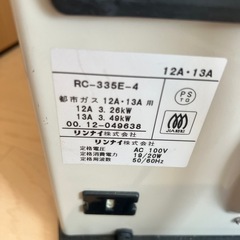 12A・13A
RC-335E-4
都市ガス 12A・13A 用
12A 3.26kW
13A 3.49kW
00.12-049638
リンナイ株式会社
リンナイ株式会社
定格電圧 AC 100V
定格消費電力 19/20W
定格周波数 50/60Hz
PS
TG
JIA